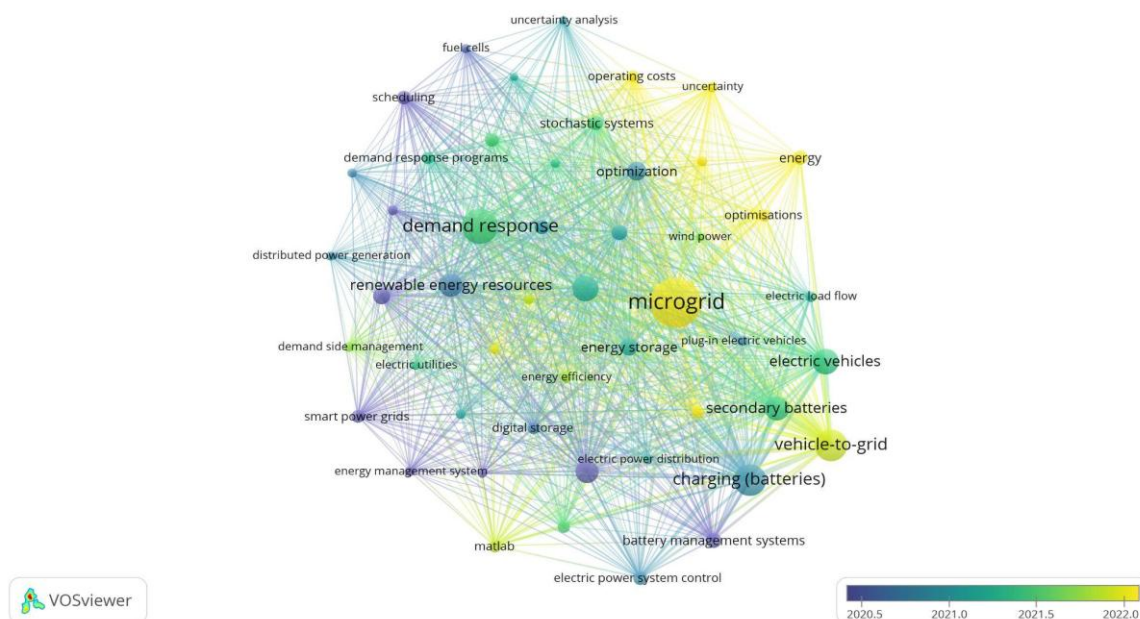 uncertainty analysis
fuel cells
operating costs
uncertainty
scheduling
stochastic systems
demand response programs
energy
optimization
optimisations
demand response
wind power
distributed power generation
renewable energy resources
microgrid
electric load flow
plug-in electric vehicles
demand side management
energy storage
electric vehicles
electric utilities
energy efficiency
secondary batteries
smart power grids
digital storage
vehicle-to-grid
electric power distribution
energy management system
charging (batteries)
matlab
battery management systems
electric power system control
VOSviewer
2020.5 2021.0 2021.5 2022.0